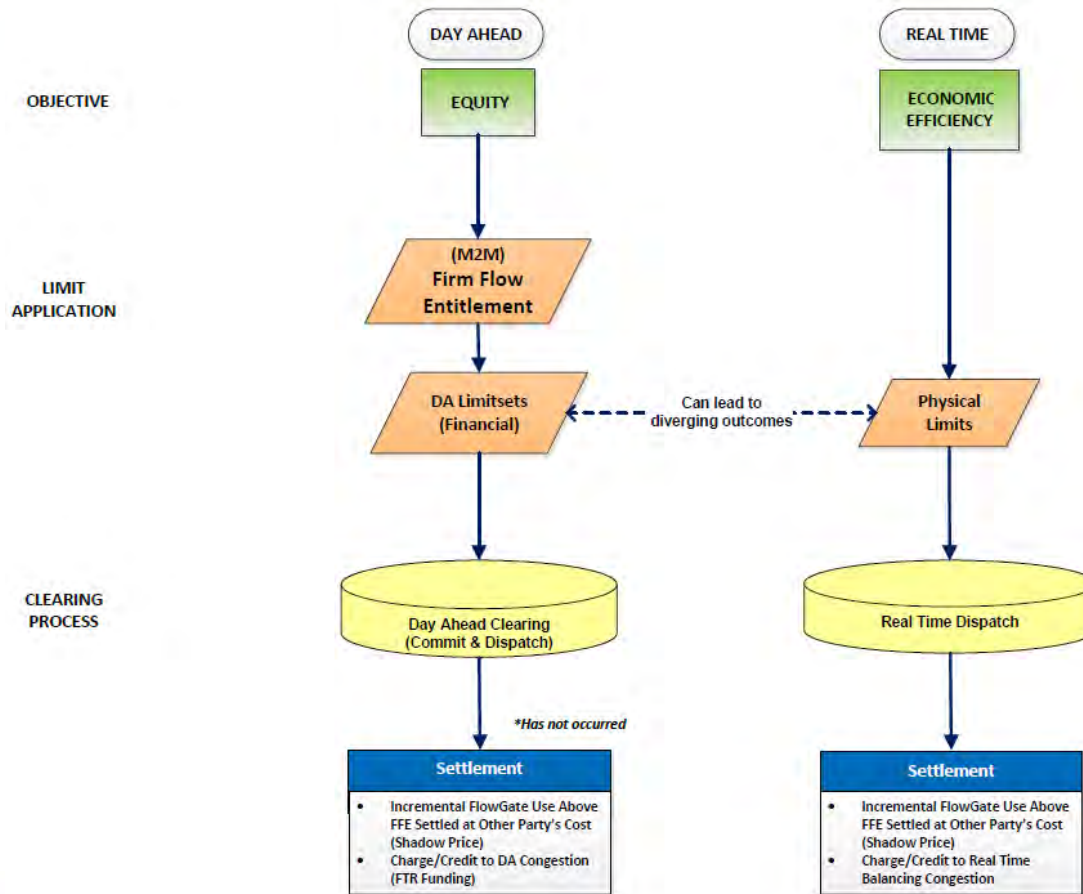 DAY AHEAD
REAL TIME
OBJECTIVE
EQUITY
ECONOMIC
EFFICIENCY
LIMIT
APPLICATION
(M2M)
Firm Flow
Entitlement
DA Limitsets
(Financial)
Can lead to
diverging outcomes
Physical
Limits
CLEARING
PROCESS
Day Ahead Clearing
(Commit & Dispatch)
Real Time Dispatch
*Has not occurred
Settlement
• Incremental FlowGate Use Above
FFE Settled at Other Party's Cost
(Shadow Price)
• Charge/Credit to DA Congestion
(FTR Funding)
Settlement
• Incremental FlowGate Use Above
FFE Settled at Other Party's Cost
(Shadow Price)
• Charge/Credit to Real Time
Balancing Congestion